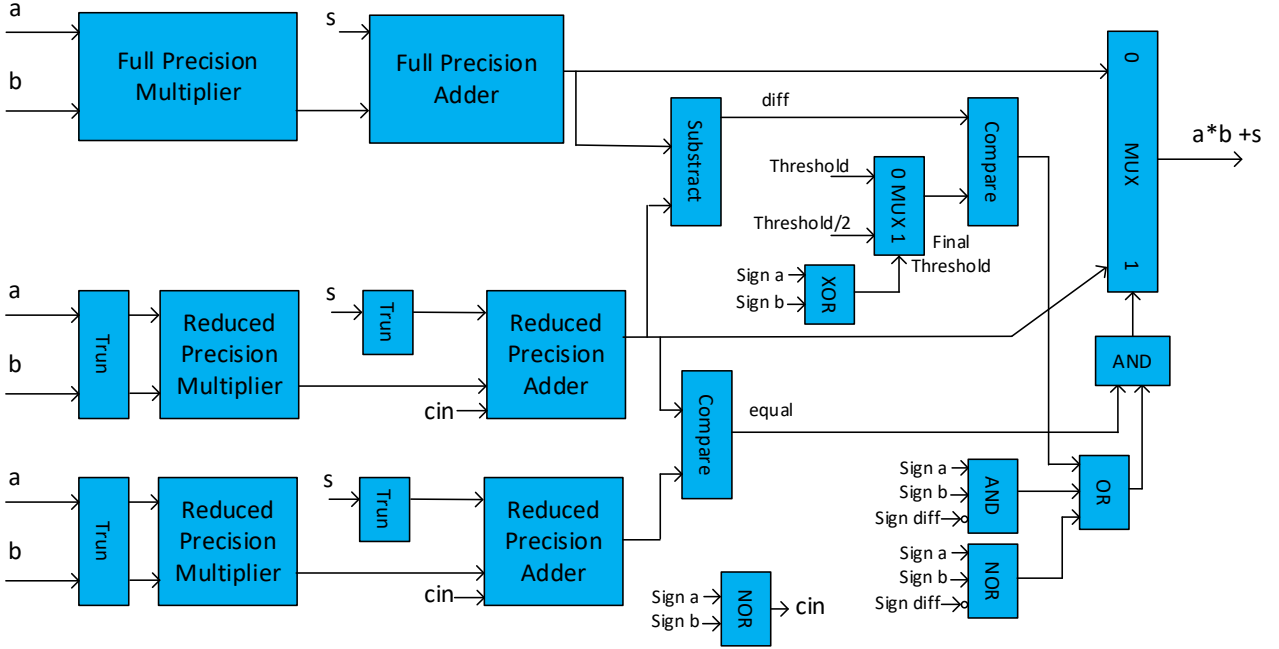 a
b
Full Precision
Multiplier
s
Full Precision
Adder
0
MUX
1
a*b +s
Substract
diff
Compare
Threshold
Threshold/2
0 MUX 1
Final
Threshold
Sign a
Sign b
XOR
a
b
Trun
Reduced
Precision
Multiplier
s
Trun
Reduced
Precision
Adder
cin
AND
Compare
equal
a
b
Trun
Reduced
Precision
Multiplier
s
Trun
Reduced
Precision
Adder
cin
Sign a
Sign b
Sign diff
AND
OR
Sign a
Sign b
Sign diff
NOR
Sign a
Sign b
NOR
cin